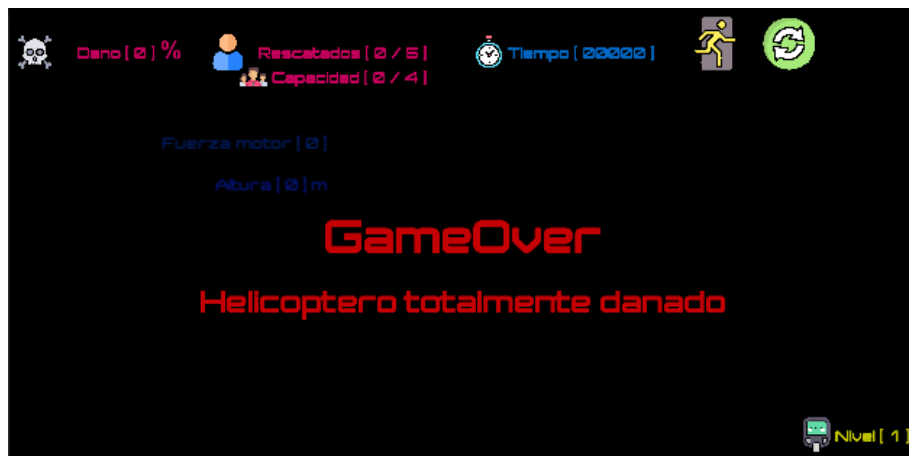 Dano [ 0 ] %
Rescatados [ 0 / 5 ]
Capacidad [ 0 / 4 ]
Tiempo [ 00000 ]
Fuerza motor [ 0 ]
Altura [ 0 ] m
GameOver
Helicoptero totalmente danado
Nivel [ 1 ]